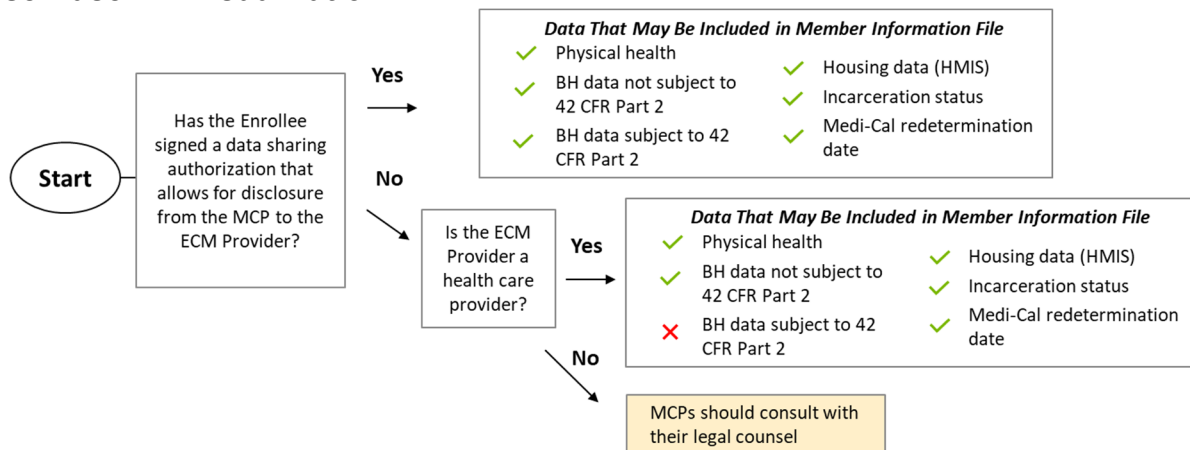 Start
Has the Enrollee
signed a data sharing
authorization that
allows for disclosure
from the MCP to the
ECM Provider?
Yes
Data That May Be Included in Member Information File
Physical health
BH data not subject to
42 CFR Part 2
BH data subject to 42
CFR Part 2
Housing data (HMIS)
Incarceration status
Medi-Cal redetermination
date
No
Is the ECM
Provider a
health care
provider?
Yes
Data That May Be Included in Member Information File
Physical health
BH data not subject to
42 CFR Part 2
BH data subject to 42
CFR Part 2
Housing data (HMIS)
Incarceration status
Medi-Cal redetermination
date
No
MCPs should consult with
their legal counsel